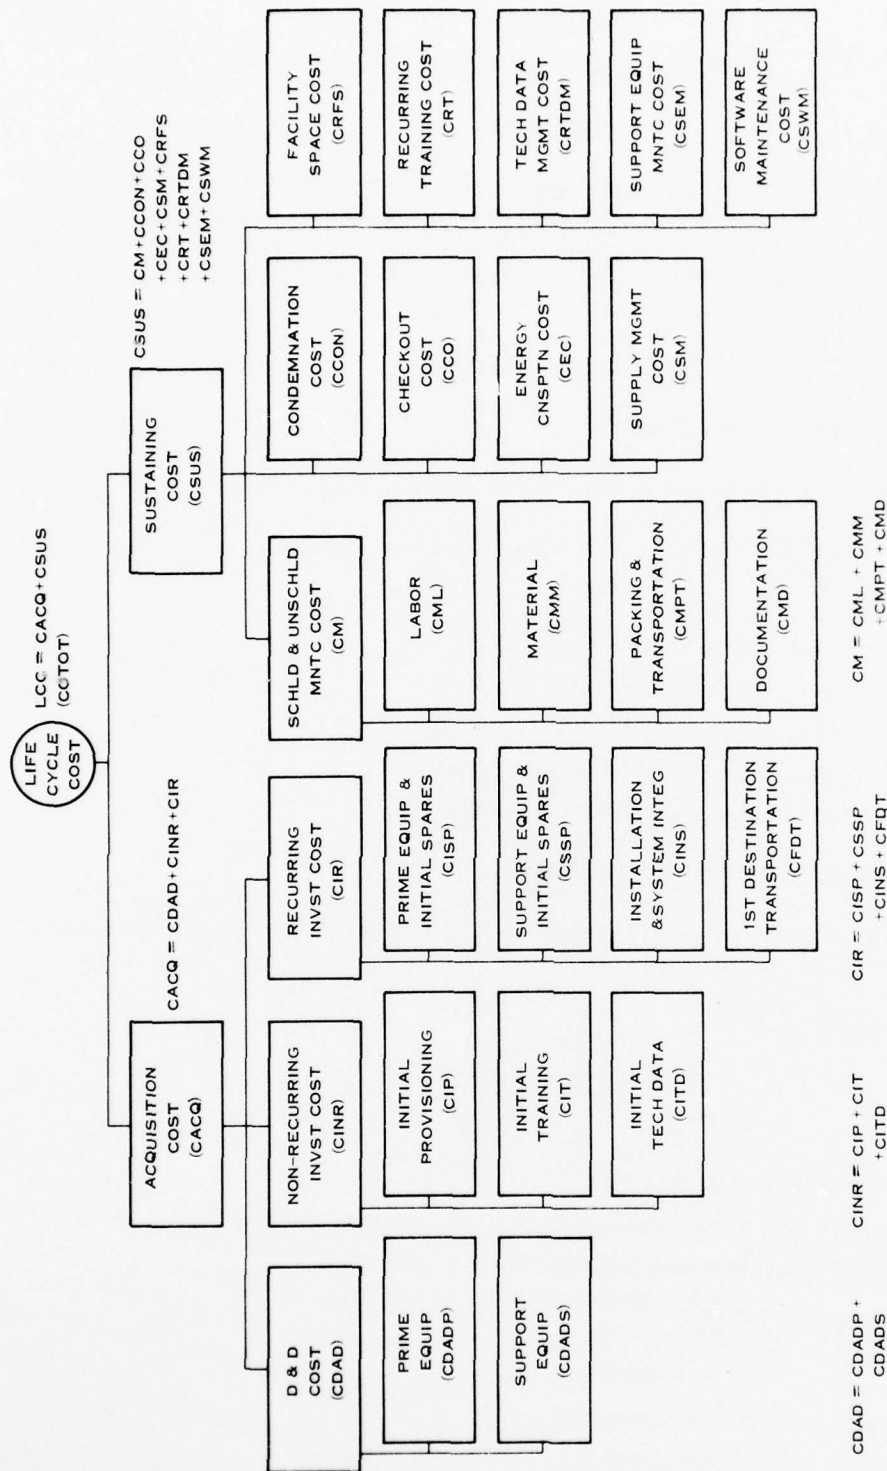 LIFE
CYCLE
COST
LCC = CACQ+CSUS
(COTOT)
ACQUISITION
COST
(CACQ)
CACQ = CDAD+CINR+CIR
SUSTAINING
COST
(CSUS)
CSUS = CM+CCON+CCO
+CEC+CSM+CRFS
+CRT+CRTDM
+CSEM+CSWM
D & D
COST
(CDAD)
PRIME
EQUIP
(CDADP)
SUPPORT
EQUIP
(CDADS)
CDAD = CDADP +
CDADS
NON-RECURRING
INVST COST
(CINR)
INITIAL
PROVISIONING
(CIP)
INITIAL
TRAINING
(CIT)
INITIAL
TECH DATA
(CITD)
CINR = CIP + CIT
+CITD
RECURRING
INVST COST
(CIR)
PRIME EQUIP &
INITIAL SPARES
(CISP)
SUPPORT EQUIP &
INITIAL SPARES
(CSSP)
INSTALLATION
&SYSTEM INTEG
(CINS)
1ST DESTINATION
TRANSPORTATION
(CFDT)
CIR = CISP + CSSP
+CINS + CFDT
SCHLD & UNSCHLD
MNTC COST
(CM)
LABOR
(CML)
MATERIAL
(CMM)
PACKING &
TRANSPORTATION
(CMPT)
DOCUMENTATION
(CMD)
CM = CML + CMM
+CMPT + CMD
CONDEMNATION
COST
(CCON)
CHECKOUT
COST
(CCO)
ENERGY
CNSPTN COST
(CEC)
SUPPLY MGMT
COST
(CSM)
FACILITY
SPACE COST
(CRFS)
RECURRING
TRAINING COST
(CRT)
TECH DATA
MGMT COST
(CRTDM)
SUPPORT EQUIP
MNTC COST
(CSEM)
SOFTWARE
MAINTENANCE
COST
(CSWM)